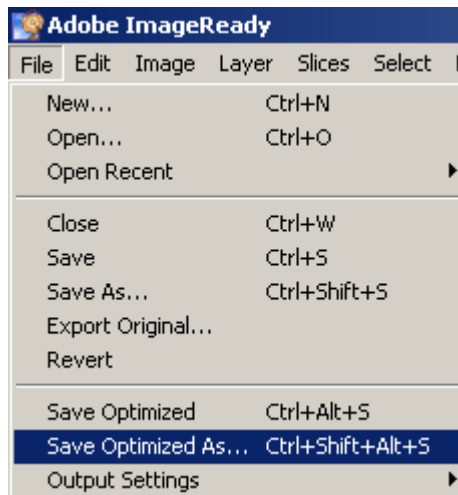 Adobe ImageReady
File Edit Image Layer Slices Select
New... Ctrl+N
Open... Ctrl+O
Open Recent
Close Ctrl+W
Save Ctrl+S
Save As... Ctrl+Shift+S
Export Original...
Revert
Save Optimized Ctrl+Alt+S
Save Optimized As... Ctrl+Shift+Alt+S
Output Settings